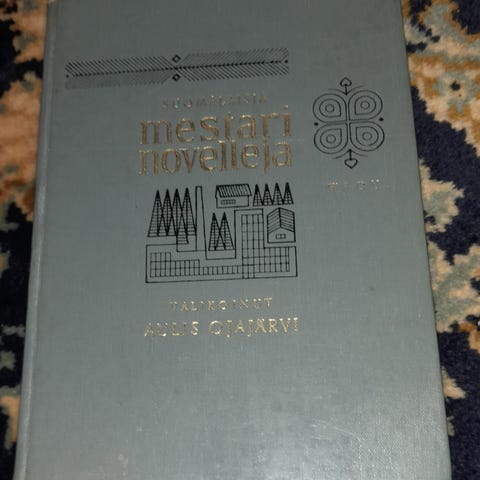 SUOMALAISIA
mestari
novelleja
WSOY
VALIKOINUT
AULIS OJAJÄRVI